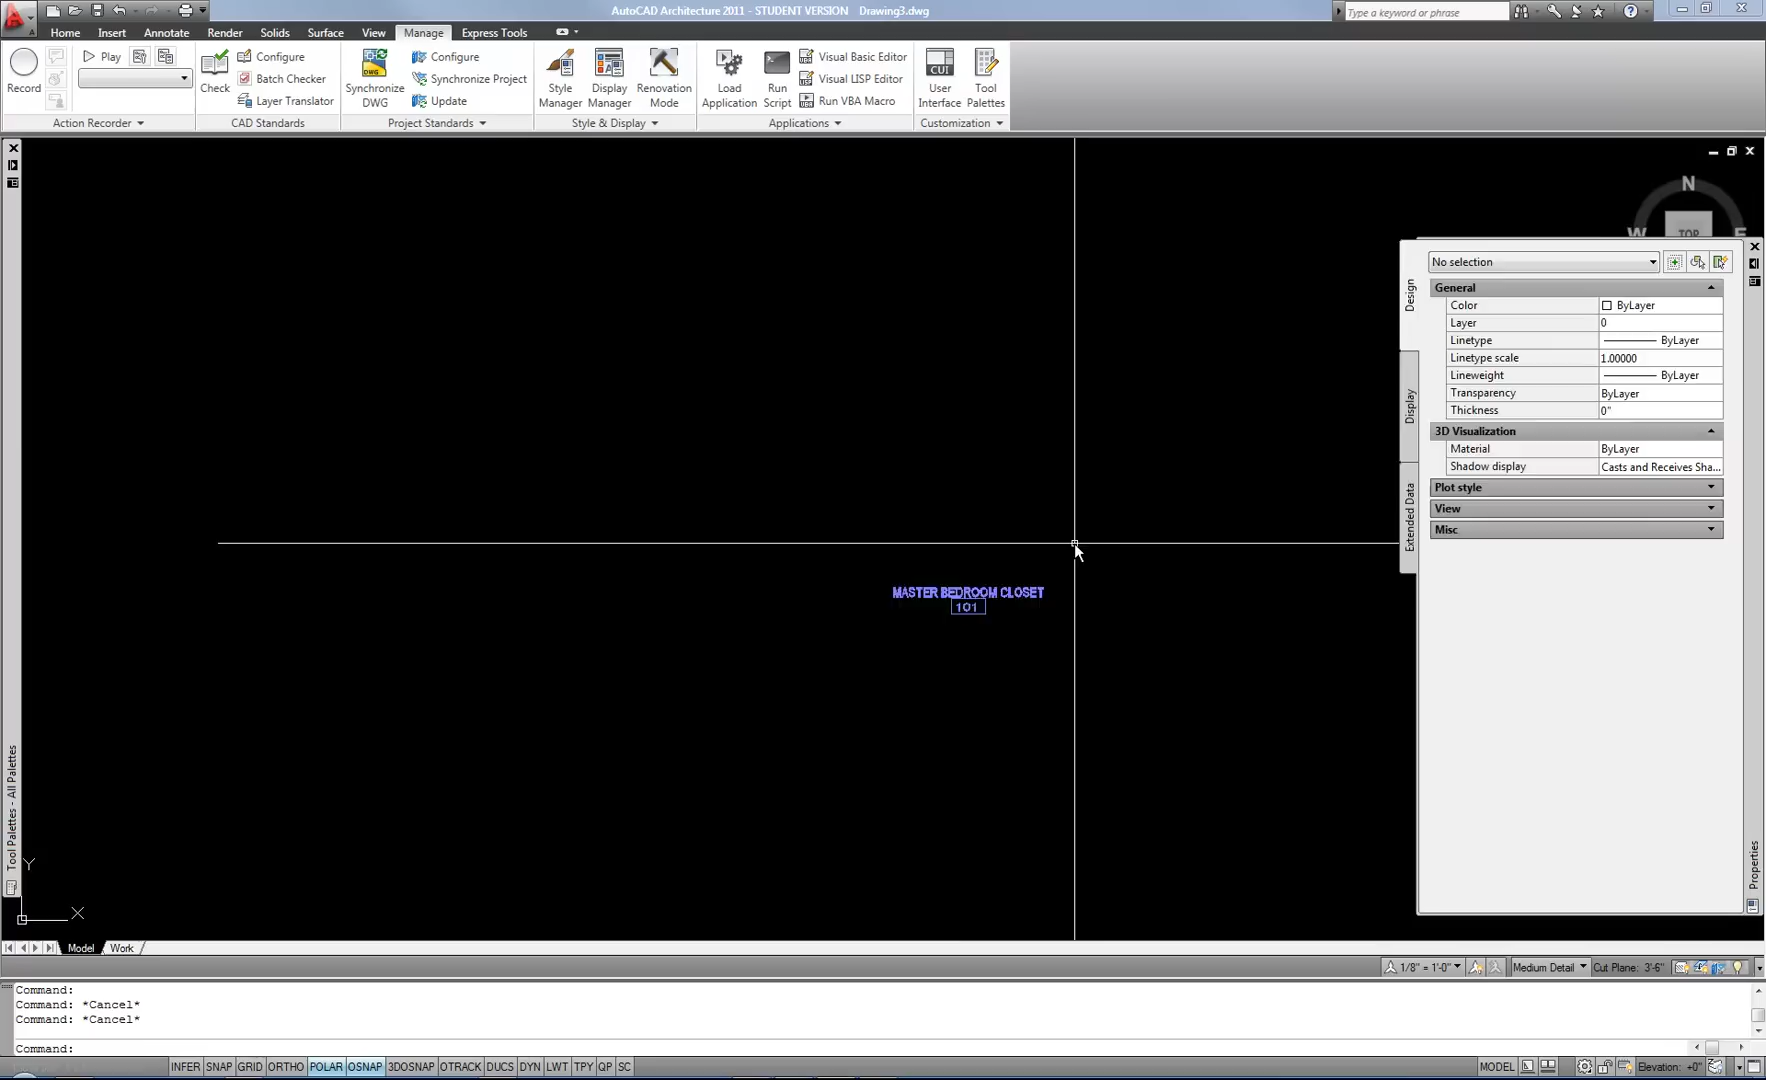 AutoCAD Architecture 2011 - STUDENT VERSION Drawing3.dwg
Type a keyword or phrase
Home Insert Annotate Render Solids Surface View Manage Express Tools
Record Play
Check Configure
Batch Checker
Layer Translator
Synchronize DWG Configure
Synchronize Project
Update
Style Manager Display Manager Renovation Mode
Load Application Run Script Visual Basic Editor
Visual LISP Editor
Run VBA Macro
User Interface Tool Palettes
CUI
DWG
Action Recorder CAD Standards Project Standards Style & Display Applications Customization
N
W TOP E
MASTER BEDROOM CLOSET
101
Tool Palettes - All Palettes
Y
X
Design
Display
Extended Data
No selection
General
Color ByLayer
Layer 0
Linetype ByLayer
Linetype scale 1.00000
Lineweight ByLayer
Transparency ByLayer
Thickness 0"
3D Visualization
Material ByLayer
Shadow display Casts and Receives Sha...
Plot style
View
Misc
Properties
Model Work
1/8" = 1'-0" Medium Detail Cut Plane: 3'-6"
Command:
Command: *Cancel*
Command: *Cancel*
Command:
INFER SNAP GRID ORTHO POLAR OSNAP 3DOSNAP OTRACK DUCS DYN LWT TPY QP SC MODEL Elevation: +0"